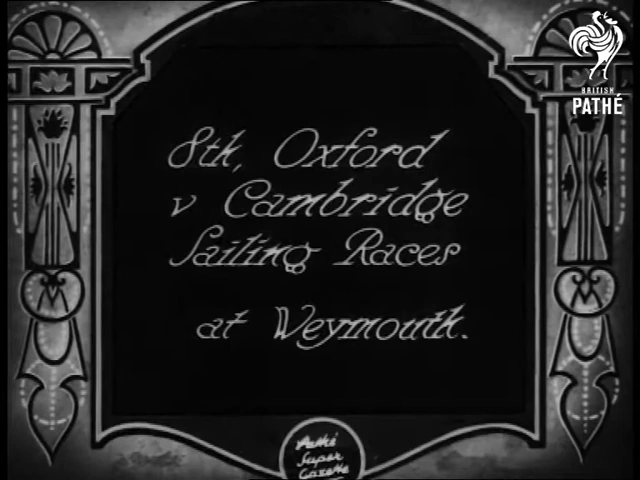 BRITISH
PATHÉ
8th, Oxford
v Cambridge
Sailing Races
at Weymouth.
Pathé
Super
Gazette